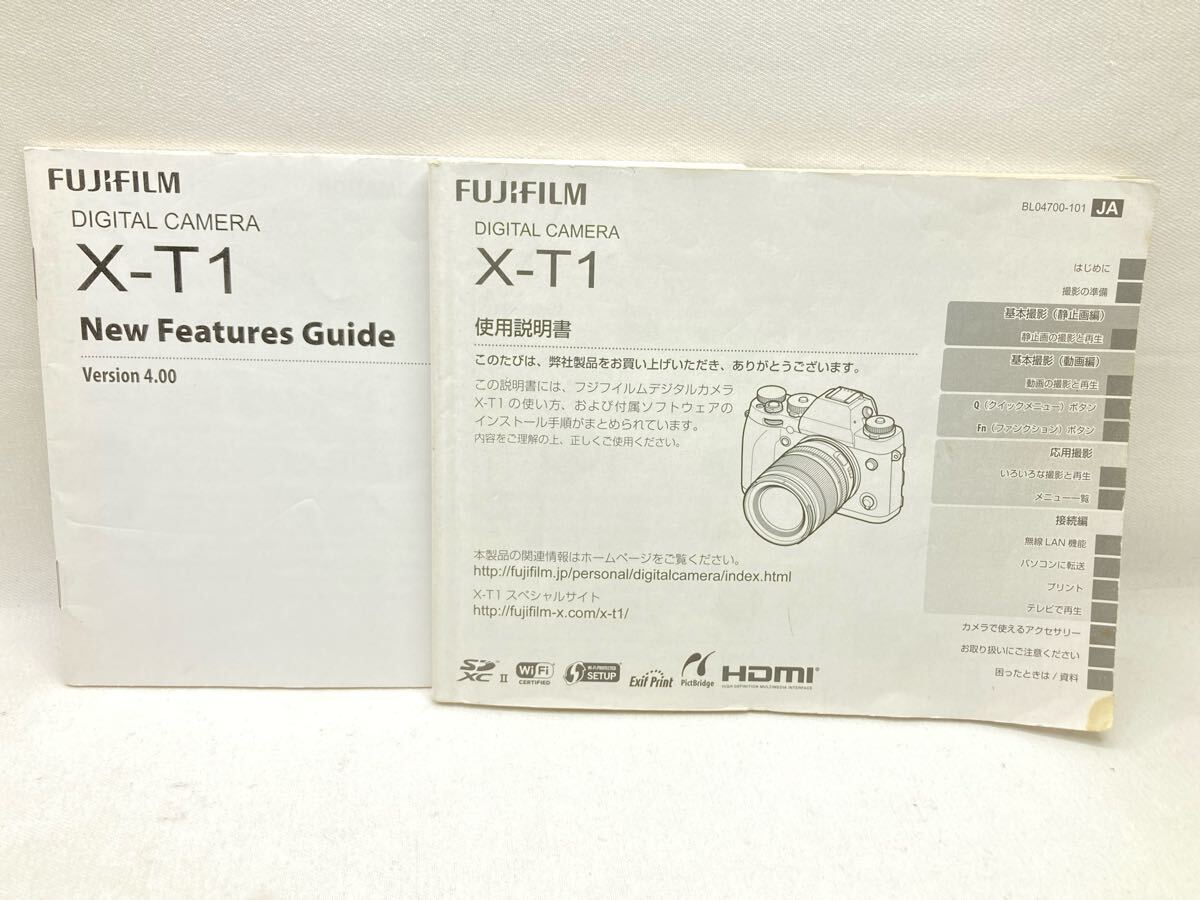 FUJIFILM
DIGITAL CAMERA
X-T1
New Features Guide
Version 4.00
FUJIFILM
BL04700-101 JA
DIGITAL CAMERA
X-T1
使用説明書
このたびは、弊社製品をお買い上げいただき、ありがとうございます。
この説明書には、フジフイルムデジタルカメラ
X-T1 の使い方、および付属ソフトウェアの
インストール手順がまとめられています。
内容をご理解の上、正しくご使用ください。
本製品の関連情報はホームページをご覧ください。
http://fujifilm.jp/personal/digitalcamera/index.html
X-T1 スペシャルサイト
http://fujifilm-x.com/x-t1/
はじめに
撮影の準備
基本撮影（静止画編）
静止画の撮影と再生
基本撮影（動画編）
動画の撮影と再生
Q（クイックメニュー）ボタン
Fn（ファンクション）ボタン
応用撮影
いろいろな撮影と再生
メニュー一覧
接続編
無線 LAN 機能
パソコンに転送
プリント
テレビで再生
カメラで使えるアクセサリー
お取り扱いにご注意ください
困ったときは / 資料
SD XC II Wi Fi CERTIFIED WI-FI PROTECTED SETUP Exif Print PictBridge HDMI
HIGH-DEFINITION MULTIMEDIA INTERFACE